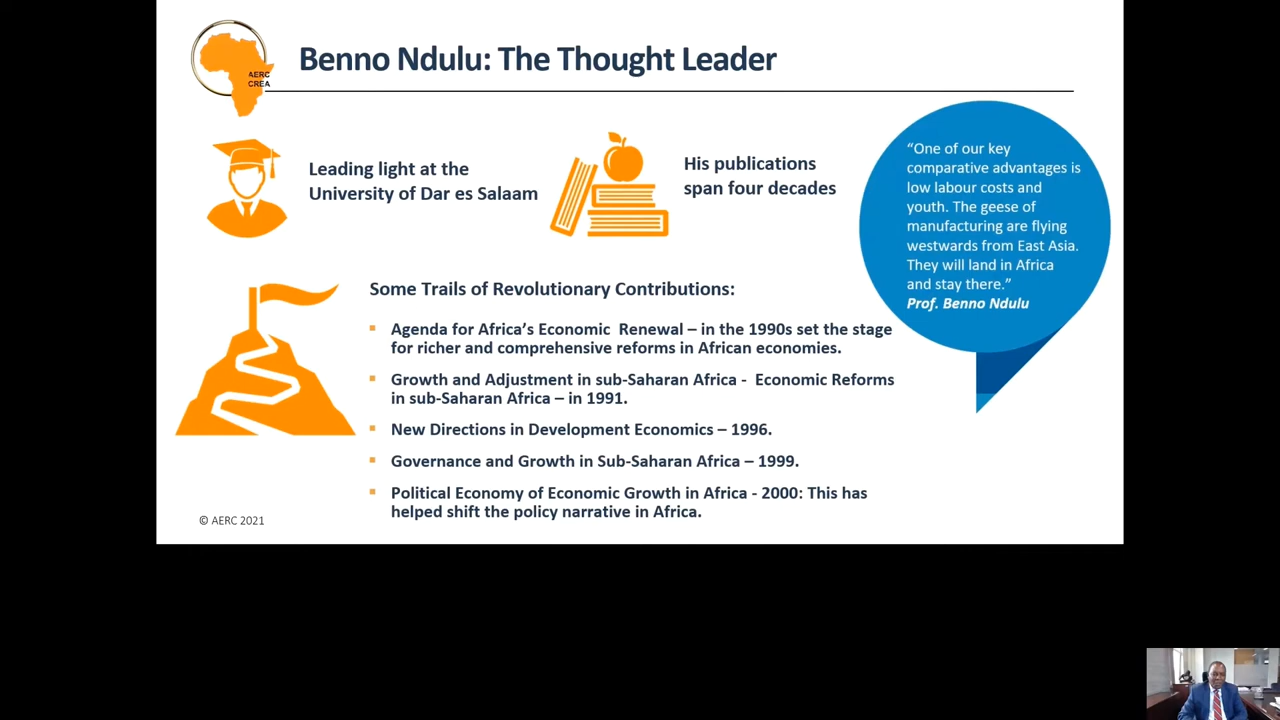 AERC
CREA
Benno Ndulu: The Thought Leader
Leading light at the
University of Dar es Salaam
His publications
span four decades
“One of our key
comparative advantages is
low labour costs and
youth. The geese of
manufacturing are flying
westwards from East Asia.
They will land in Africa
and stay there.”
Prof. Benno Ndulu
Some Trails of Revolutionary Contributions:
▪ Agenda for Africa’s Economic Renewal – in the 1990s set the stage
for richer and comprehensive reforms in African economies.
▪ Growth and Adjustment in sub-Saharan Africa - Economic Reforms
in sub-Saharan Africa – in 1991.
▪ New Directions in Development Economics – 1996.
▪ Governance and Growth in Sub-Saharan Africa – 1999.
▪ Political Economy of Economic Growth in Africa - 2000: This has
helped shift the policy narrative in Africa.
© AERC 2021